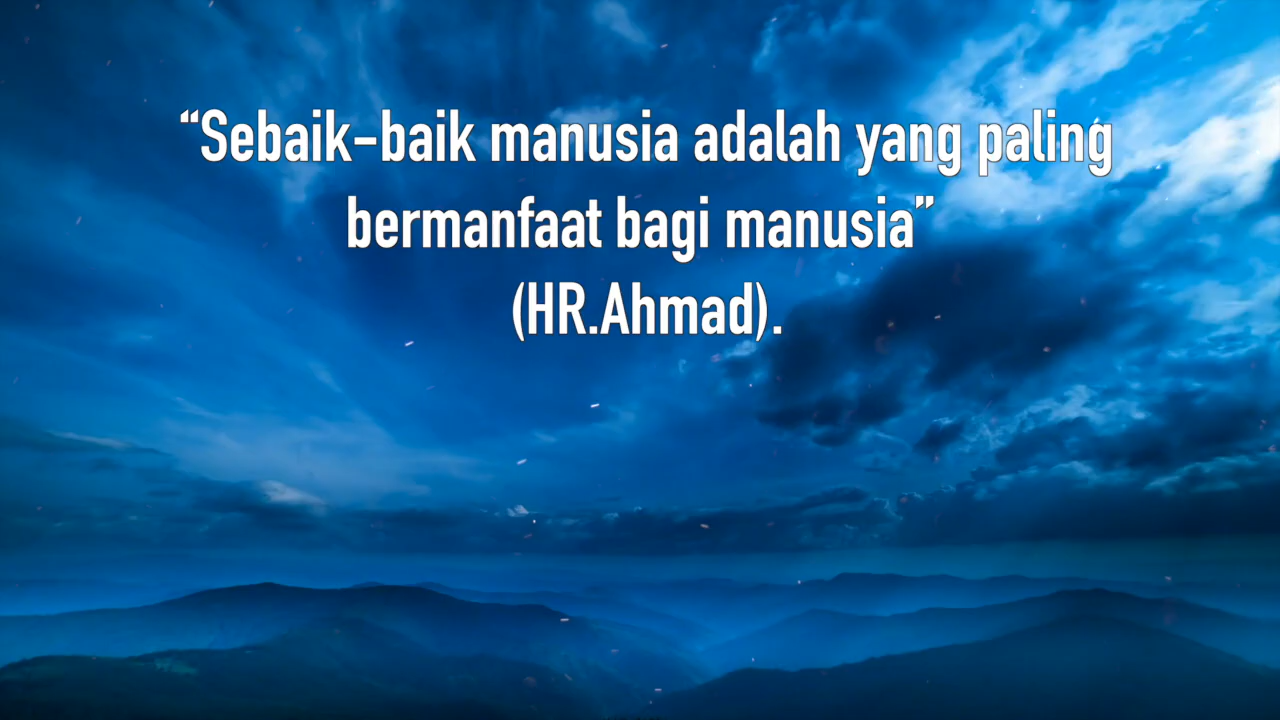 “Sebaik-baik manusia adalah yang paling
bermanfaat bagi manusia”
(HR.Ahmad).